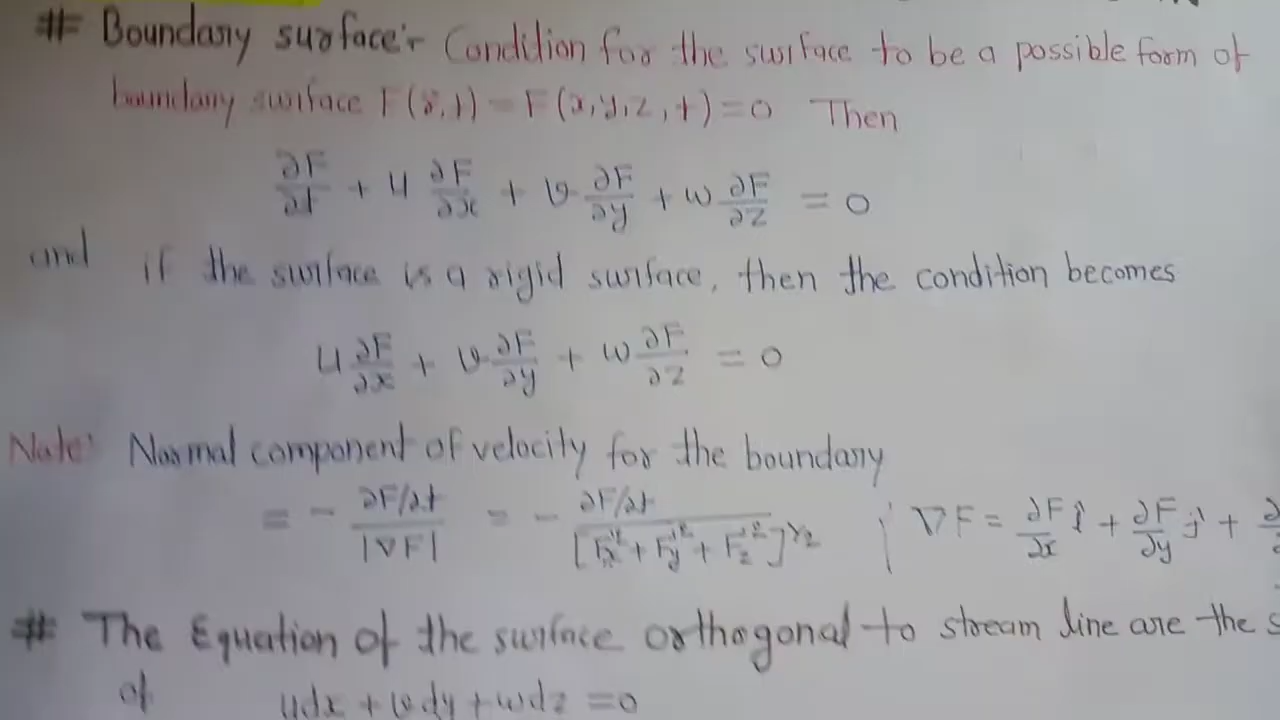 # Boundary surface:- Condition for the surface to be a possible form of
boundary surface F(r,t) = F(x,y,z,t) = 0 Then
∂F/∂t + u ∂F/∂x + v ∂F/∂y + w ∂F/∂z = 0
and if the surface is a rigid surface, then the condition becomes
u ∂F/∂x + v ∂F/∂y + w ∂F/∂z = 0
Note: Normal component of velocity for the boundary
= - ∂F/∂t / |∇F| = - ∂F/∂t / [Fx² + Fy² + Fz²]^1/2 { ∇F = ∂F/∂x î + ∂F/∂y ĵ +
# The Equation of the surface orthogonal to stream line are the
of udx + vdy + wdz = 0